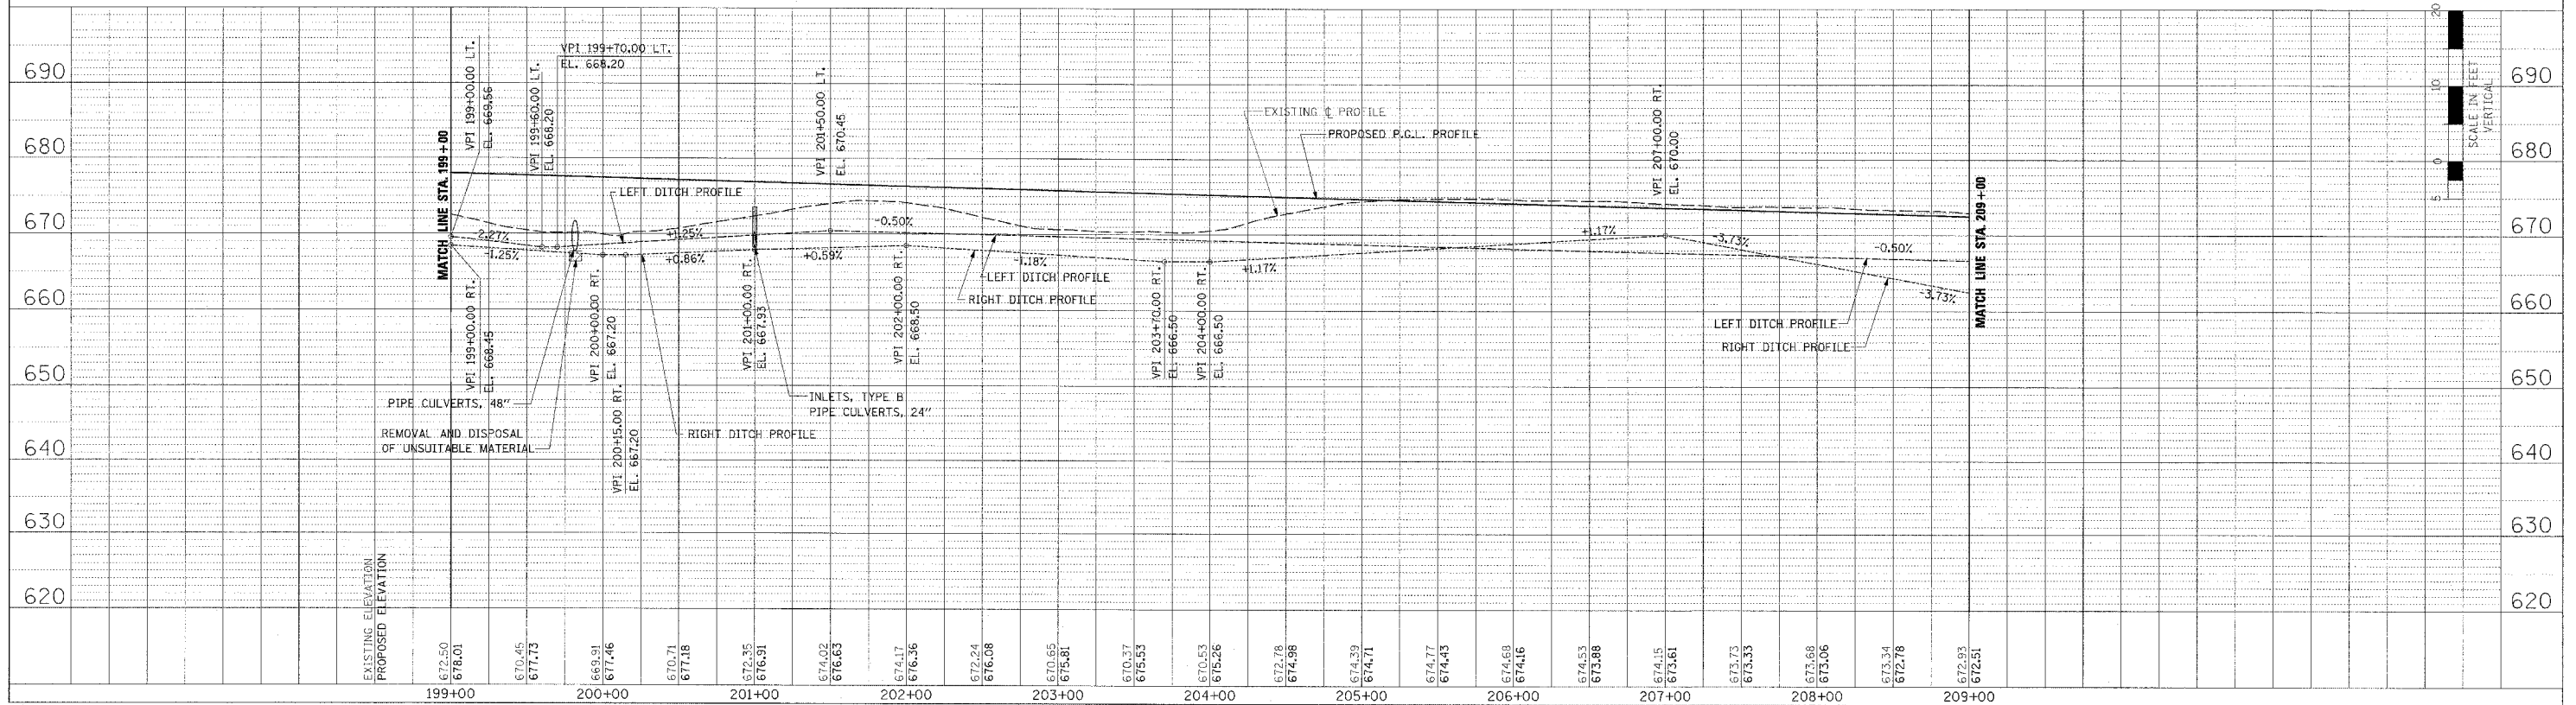 690
680
670
660
650
640
630
620
690
680
670
660
650
640
630
620
20
10
0
5
SCALE IN FEET
VERTICAL
MATCH LINE STA. 199+00
VPI 199+00.00 LT.
EL. 669.56
VPI 199+60.00 LT.
EL. 668.20
VPI 199+70.00 LT.
EL. 668.20
VPI 201+50.00 LT.
EL. 670.45
EXISTING ℄ PROFILE
PROPOSED P.G.L. PROFILE
VPI 207+00.00 RT.
EL. 670.00
MATCH LINE STA. 209+00
LEFT DITCH PROFILE
-2.27%
-1.25%
+1.25%
+0.86%
+0.59%
-0.50%
-1.18%
+1.17%
+1.17%
-3.73%
-0.50%
-3.73%
LEFT DITCH PROFILE
RIGHT DITCH PROFILE
LEFT DITCH PROFILE
RIGHT DITCH PROFILE
VPI 199+00.00 RT.
EL. 668.45
VPI 200+00.00 RT.
EL. 667.20
VPI 200+15.00 RT.
EL. 667.20
VPI 201+00.00 RT.
EL. 667.93
VPI 202+00.00 RT.
EL. 668.50
VPI 203+70.00 RT.
EL. 666.50
VPI 204+00.00 RT.
EL. 666.50
PIPE CULVERTS, 48"
REMOVAL AND DISPOSAL
OF UNSUITABLE MATERIAL
RIGHT DITCH PROFILE
INLETS, TYPE B
PIPE CULVERTS, 24"
EXISTING ELEVATION
PROPOSED ELEVATION
672.50
678.01
670.45
677.73
669.91
677.46
670.71
677.18
672.35
676.91
674.02
676.63
674.17
676.36
672.24
676.08
670.65
675.81
670.37
675.53
670.53
675.26
672.78
674.98
674.39
674.71
674.77
674.43
674.68
674.16
674.53
673.88
674.15
673.61
673.73
673.33
673.68
673.06
673.34
672.78
672.93
672.51
199+00
200+00
201+00
202+00
203+00
204+00
205+00
206+00
207+00
208+00
209+00